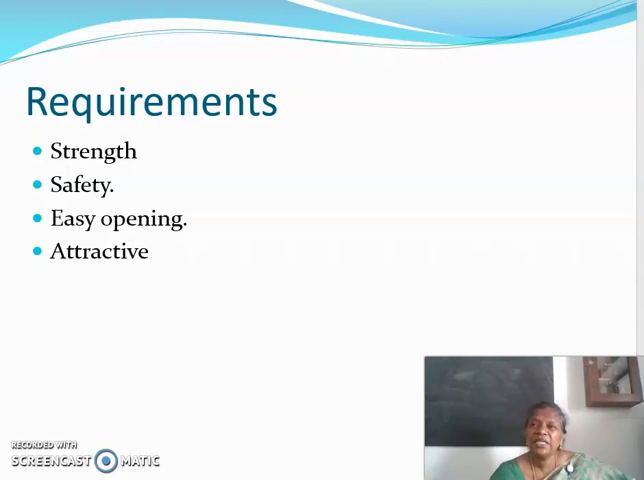 Requirements
Strength
Safety.
Easy opening.
Attractive
RECORDED WITH
SCREENCAST MATIC